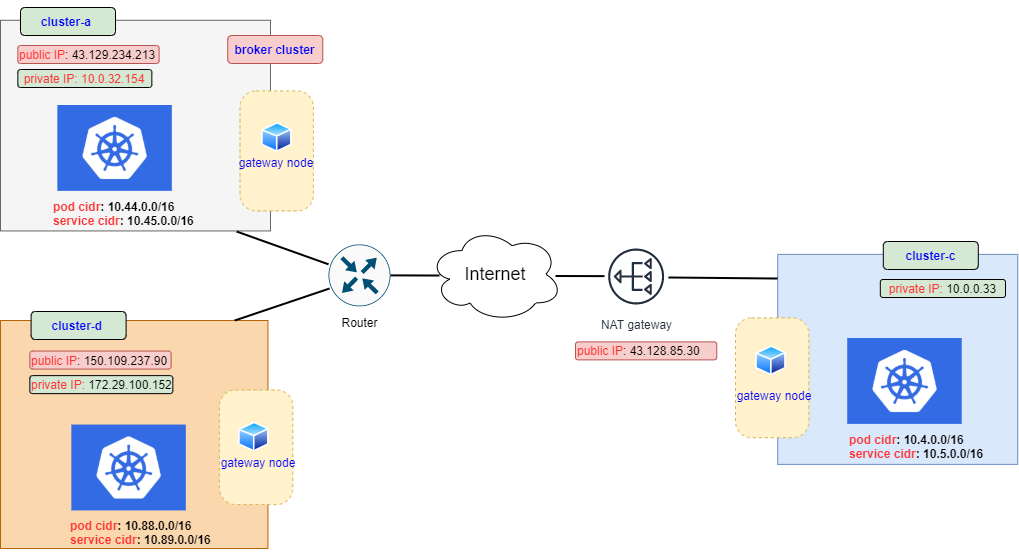 cluster-a
public IP: 43.129.234.213
private IP: 10.0.32.154
broker cluster
gateway node
pod cidr: 10.44.0.0/16
service cidr: 10.45.0.0/16
Router
Internet
NAT gateway
public IP: 43.128.85.30
cluster-c
private IP: 10.0.0.33
gateway node
pod cidr: 10.4.0.0/16
service cidr: 10.5.0.0/16
cluster-d
public IP: 150.109.237.90
private IP: 172.29.100.152
gateway node
pod cidr: 10.88.0.0/16
service cidr: 10.89.0.0/16